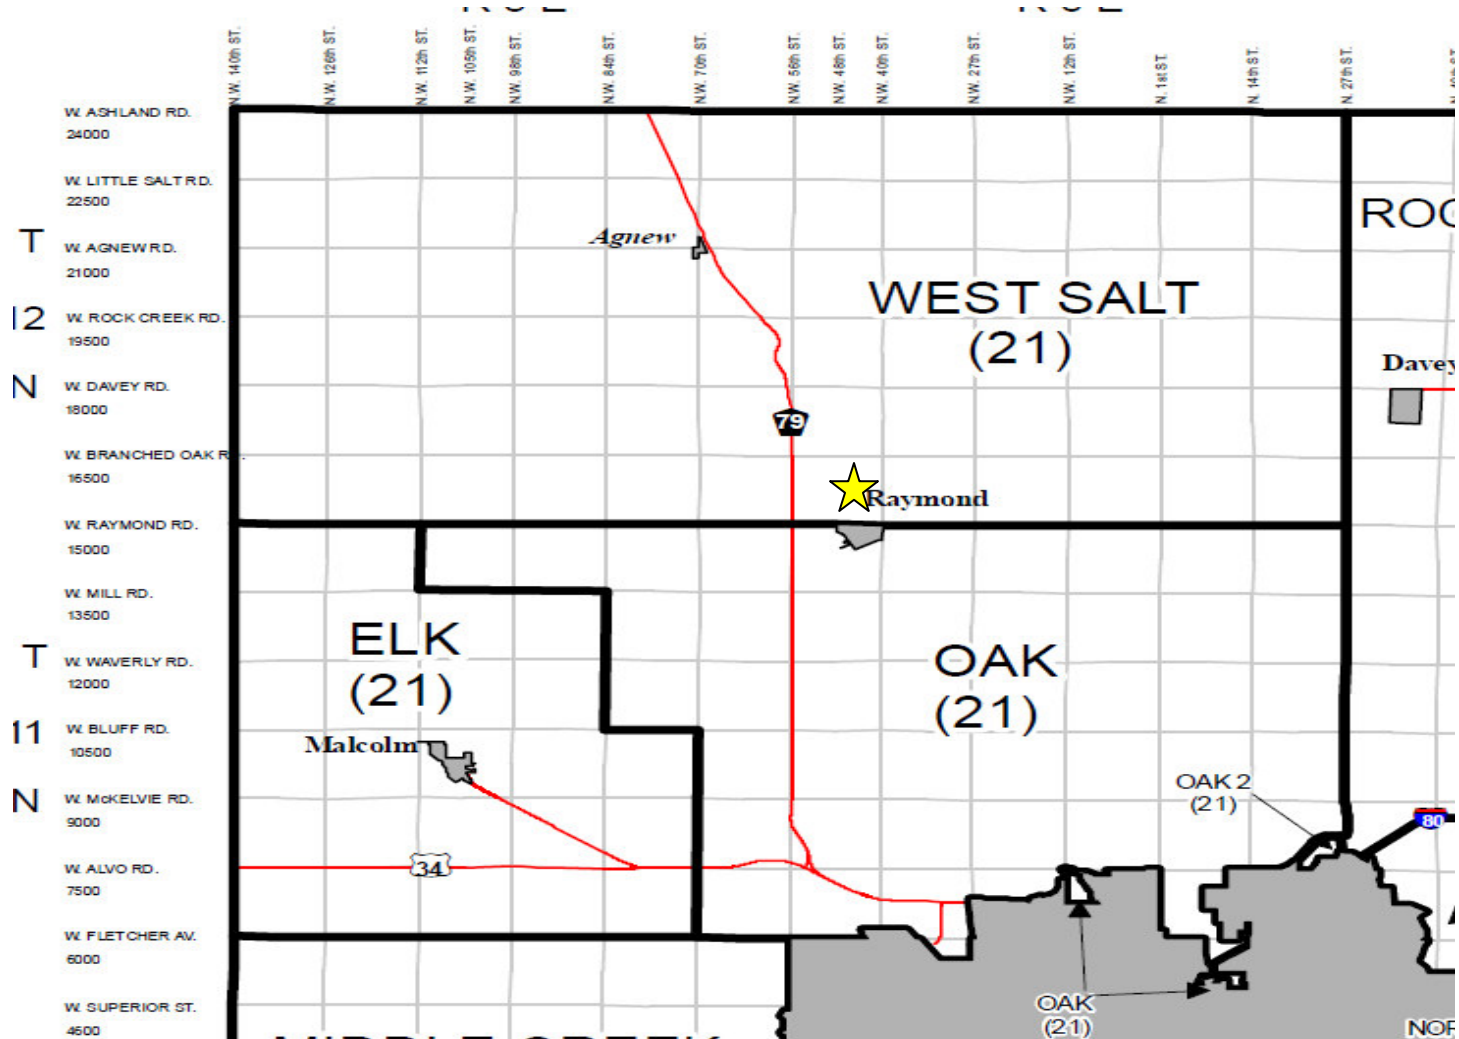 N.W. 140th ST.
N.W. 126th ST.
N.W. 112th ST.
N.W. 105th ST.
N.W. 98th ST.
N.W. 84th ST.
N.W. 70th ST.
N.W. 56th ST.
N.W. 48th ST.
N.W. 40th ST.
N.W. 27th ST.
N.W. 12th ST.
N. 1st ST.
N. 14th ST.
N. 27th ST.
W. ASHLAND RD.
24000
W. LITTLE SALT RD.
22500
ROC
T
Agnew
W. AGNEW RD.
21000
WEST SALT
(21)
12
W. ROCK CREEK RD.
19500
Davey
N
W. DAVEY RD.
18000
79
W. BRANCHED OAK R
16500
Raymond
W. RAYMOND RD.
15000
W. MILL RD.
13500
ELK
(21)
OAK
(21)
T
W. WAVERLY RD.
12000
11
W. BLUFF RD.
10500
Malcolm
OAK 2
(21)
N
W. McKELVIE RD.
9000
80
W. ALVO RD.
7500
34
W. FLETCHER AV.
6000
W. SUPERIOR ST.
4500
OAK
(21)
NOR
MIDDLE CREEK